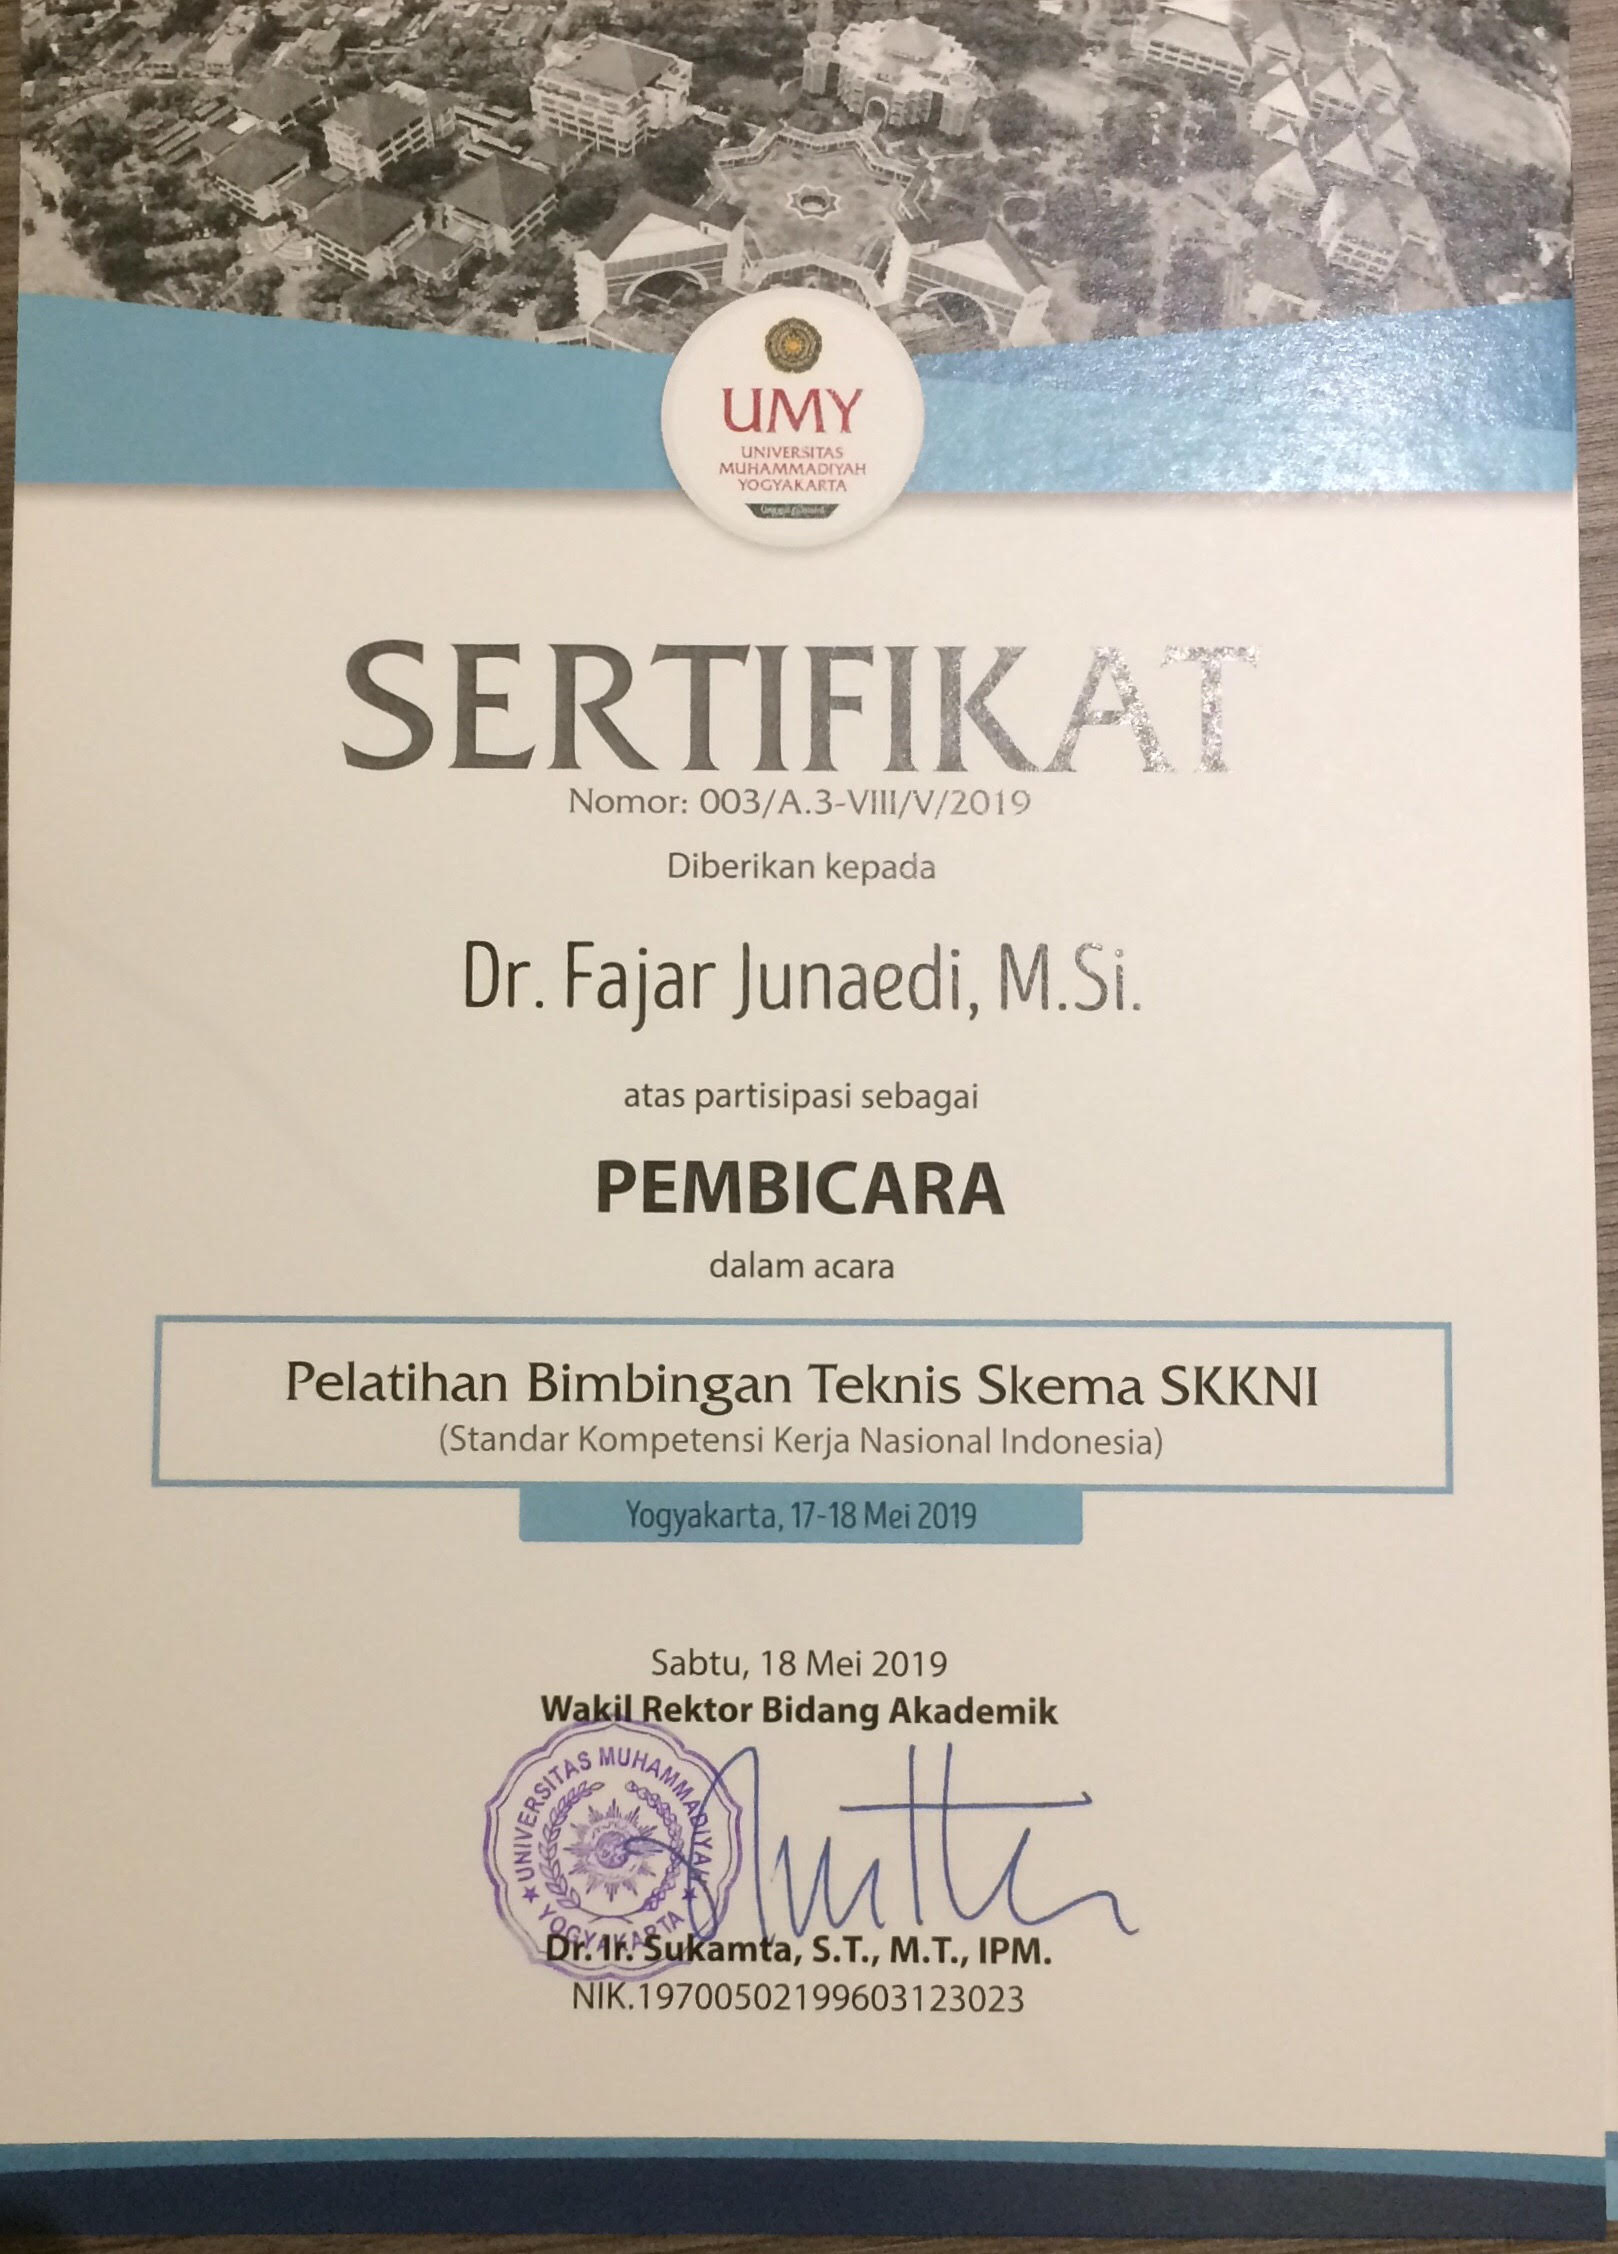 UMY
UNIVERSITAS
MUHAMMADIYAH
YOGYAKARTA
SERTIFIKAT
Nomor: 003/A.3-VIII/V/2019
Diberikan kepada
Dr. Fajar Junaedi, M.Si.
atas partisipasi sebagai
PEMBICARA
dalam acara
Pelatihan Bimbingan Teknis Skema SKKNI
(Standar Kompetensi Kerja Nasional Indonesia)
Yogyakarta, 17-18 Mei 2019
Sabtu, 18 Mei 2019
Wakil Rektor Bidang Akademik
UNIVERSITAS MUHAMMADIYAH
YOGYAKARTA
Dr. Ir. Sukamta, S.T., M.T., IPM.
NIK.19700502199603123023